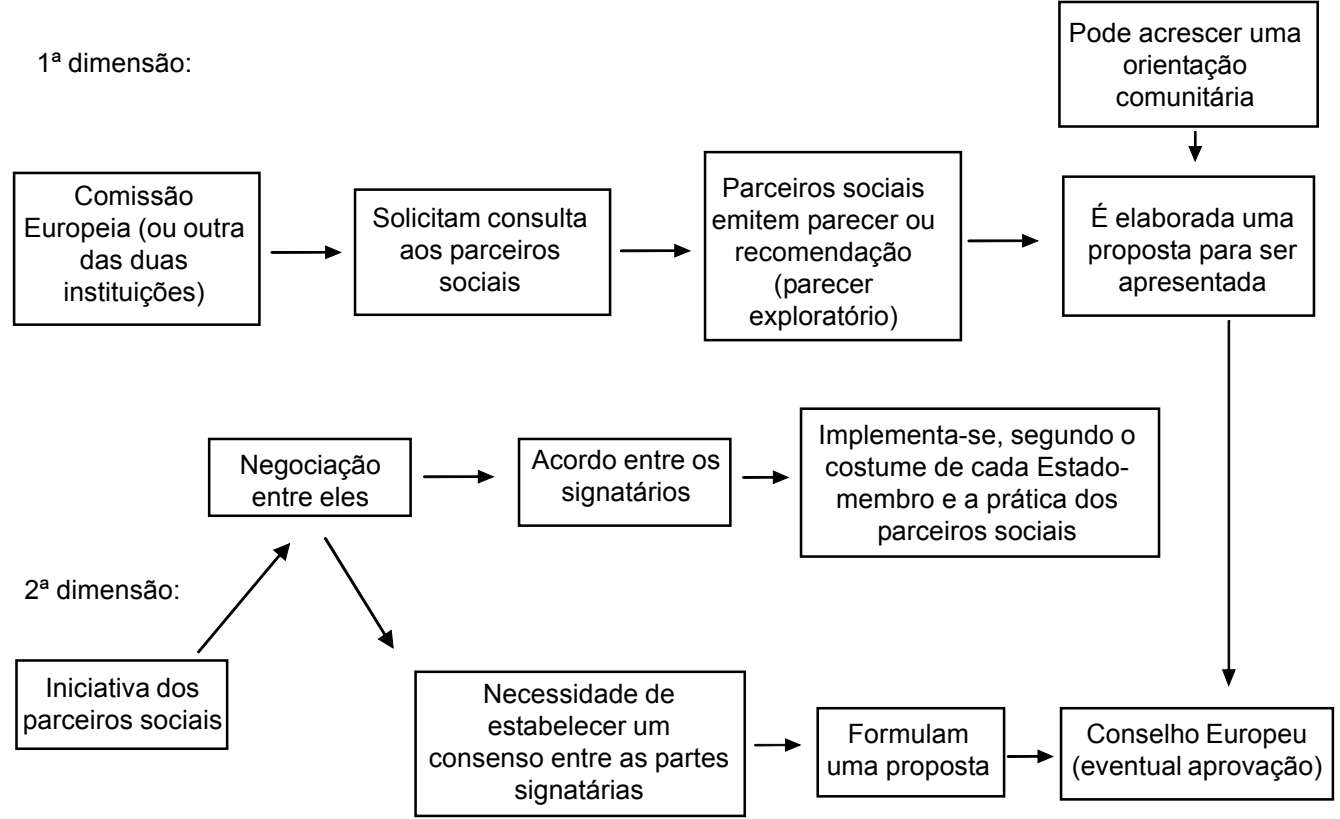 1ª dimensão:
Pode acrescer uma
orientação
comunitária
Comissão
Europeia (ou outra
das duas
instituições)
Solicitam consulta
aos parceiros
sociais
Parceiros sociais
emitem parecer ou
recomendação
(parecer
exploratório)
É elaborada uma
proposta para ser
apresentada
Negociação
entre eles
Acordo entre os
signatários
Implementa-se, segundo o
costume de cada Estado-
membro e a prática dos
parceiros sociais
2ª dimensão:
Iniciativa dos
parceiros sociais
Necessidade de
estabelecer um
consenso entre as partes
signatárias
Formulam
uma proposta
Conselho Europeu
(eventual aprovação)